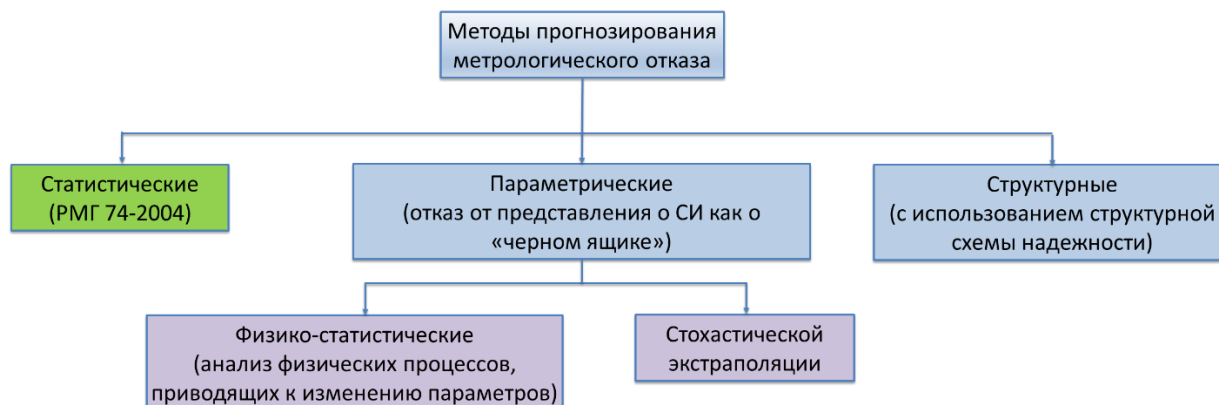 Методы прогнозирования
метрологического отказа
Статистические
(РМГ 74-2004)
Параметрические
(отказ от представления о СИ как о
«черном ящике»)
Структурные
(с использованием структурной
схемы надежности)
Физико-статистические
(анализ физических процессов,
приводящих к изменению параметров)
Стохастической
экстраполяции